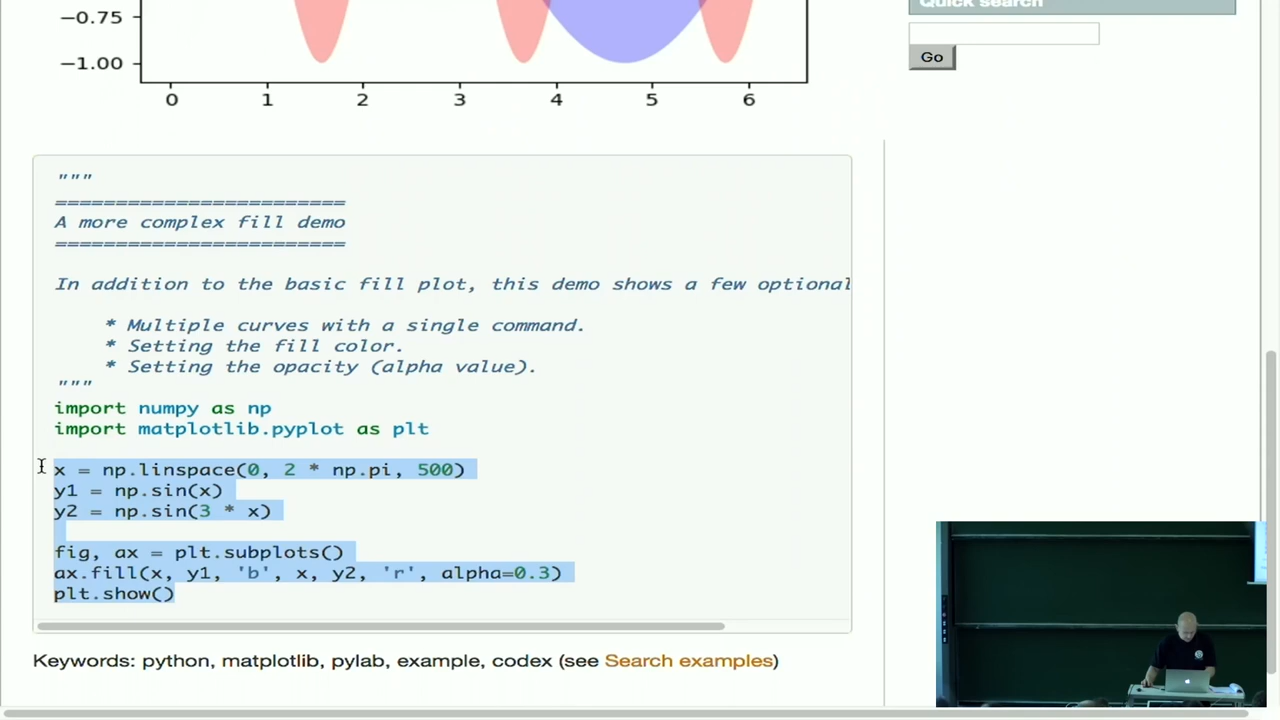 −0.75
−1.00
0 1 2 3 4 5 6
Quick search
Go
"""
========================
A more complex fill demo
========================
In addition to the basic fill plot, this demo shows a few optional
* Multiple curves with a single command.
* Setting the fill color.
* Setting the opacity (alpha value).
"""
import numpy as np
import matplotlib.pyplot as plt
x = np.linspace(0, 2 * np.pi, 500)
y1 = np.sin(x)
y2 = np.sin(3 * x)
fig, ax = plt.subplots()
ax.fill(x, y1, 'b', x, y2, 'r', alpha=0.3)
plt.show()
Keywords: python, matplotlib, pylab, example, codex (see Search examples)